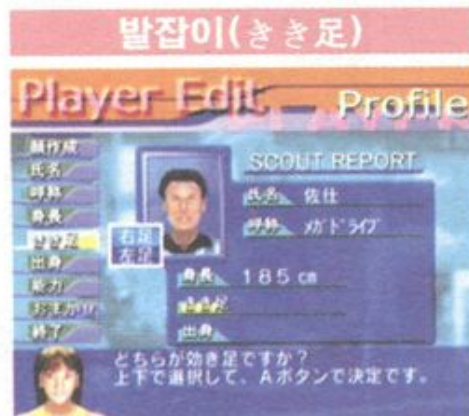 발잡이(きき足)
Player Edit Profile
顔作成
氏名
呼称
身長
きき足
出身
能力
おまかせ
終了
右足
左足
SCOUT REPORT
氏名 佐仕
呼称 メガドライブ
身長 185cm
きき足
出身
どちらが効き足ですか?
上下で選択して、Aボタンで決定です。